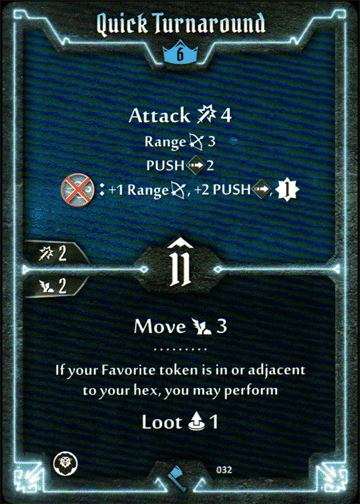 Quick Turnaround
6
Attack 4
Range 3
PUSH 2
: +1 Range, +2 PUSH, 1
2
11
2
Move 3
If your Favorite token is in or adjacent
to your hex, you may perform
Loot 1
032